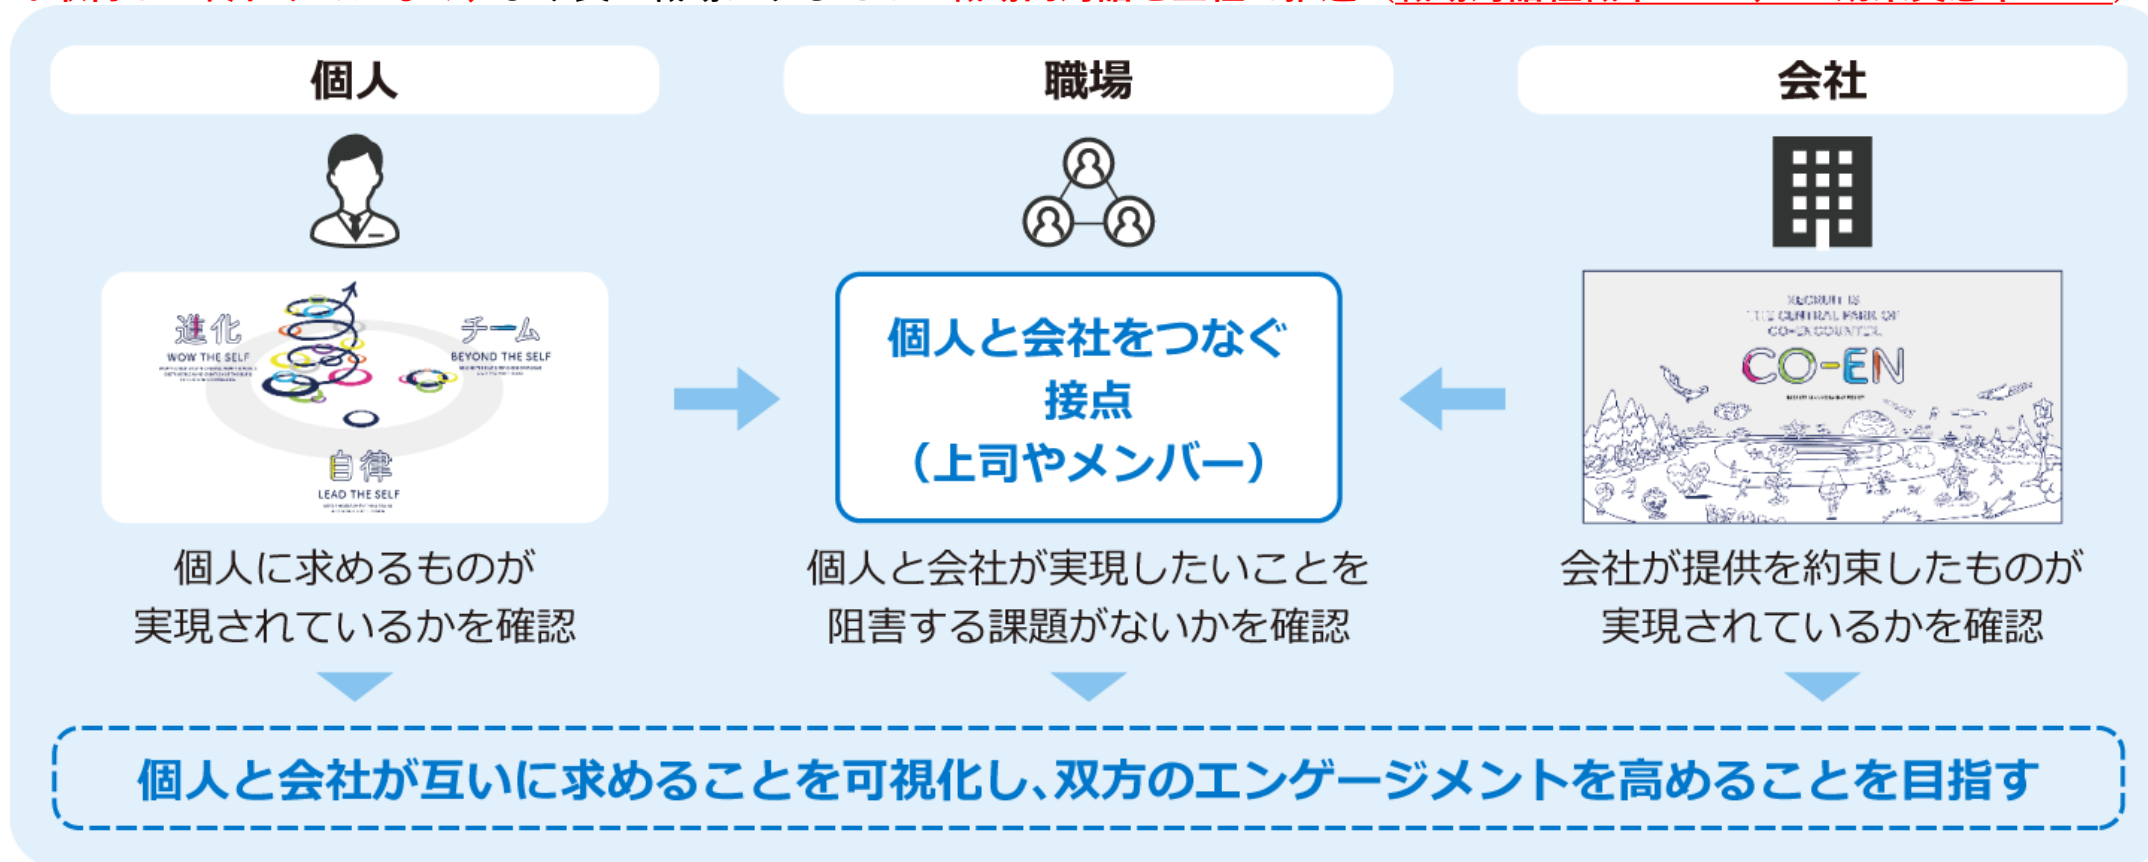 個人
職場
会社
進化
WOW THE SELF
チーム
BEYOND THE SELF
自律
LEAD THE SELF
個人と会社をつなぐ
接点
（上司やメンバー）
RECRUIT IS
THE CENTRAL PARK OF
CO-ENCOUNTER.
CO-EN
個人に求めるものが
実現されているかを確認
個人と会社が実現したいことを
阻害する課題がないかを確認
会社が提供を約束したものが
実現されているかを確認
個人と会社が互いに求めることを可視化し、双方のエンゲージメントを高めることを目指す